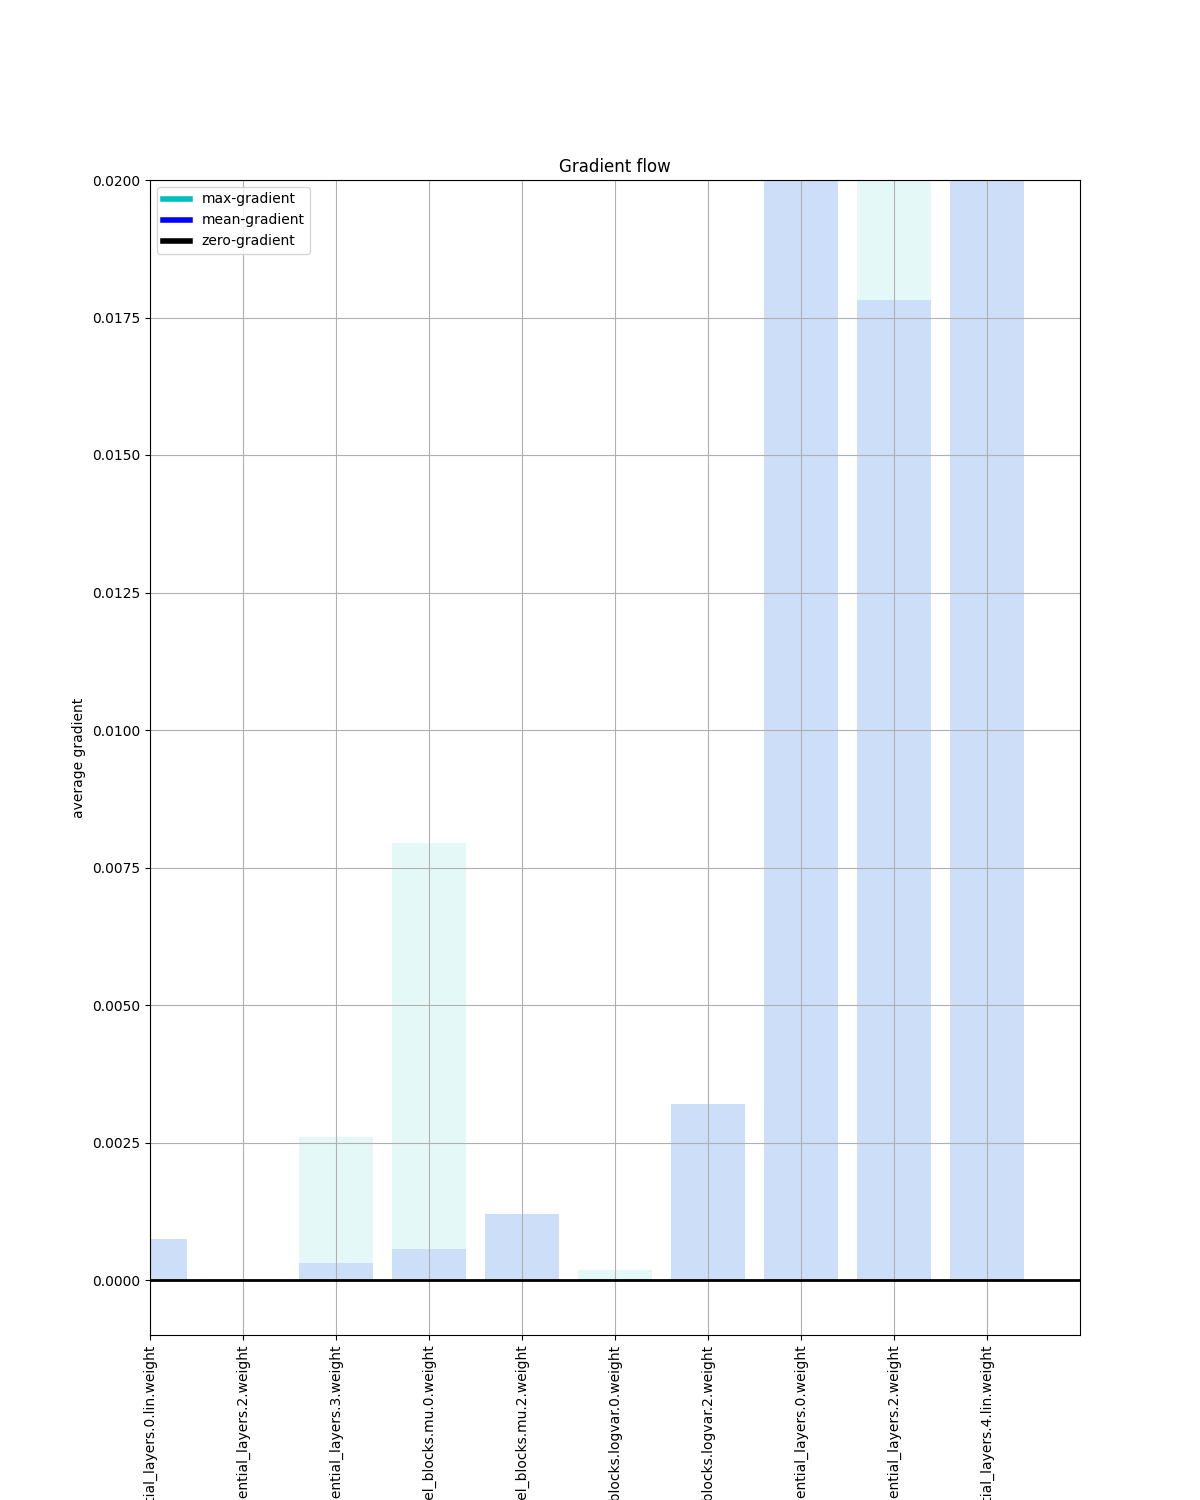 Gradient flow
max-gradient
mean-gradient
zero-gradient
0.0200
0.0175
0.0150
0.0125
0.0100
0.0075
0.0050
0.0025
0.0000
average gradient
tial_layers.0.lin.weight
ential_layers.2.weight
ential_layers.3.weight
el_blocks.mu.0.weight
el_blocks.mu.2.weight
blocks.logvar.0.weight
blocks.logvar.2.weight
ential_layers.0.weight
ential_layers.2.weight
tial_layers.4.lin.weight